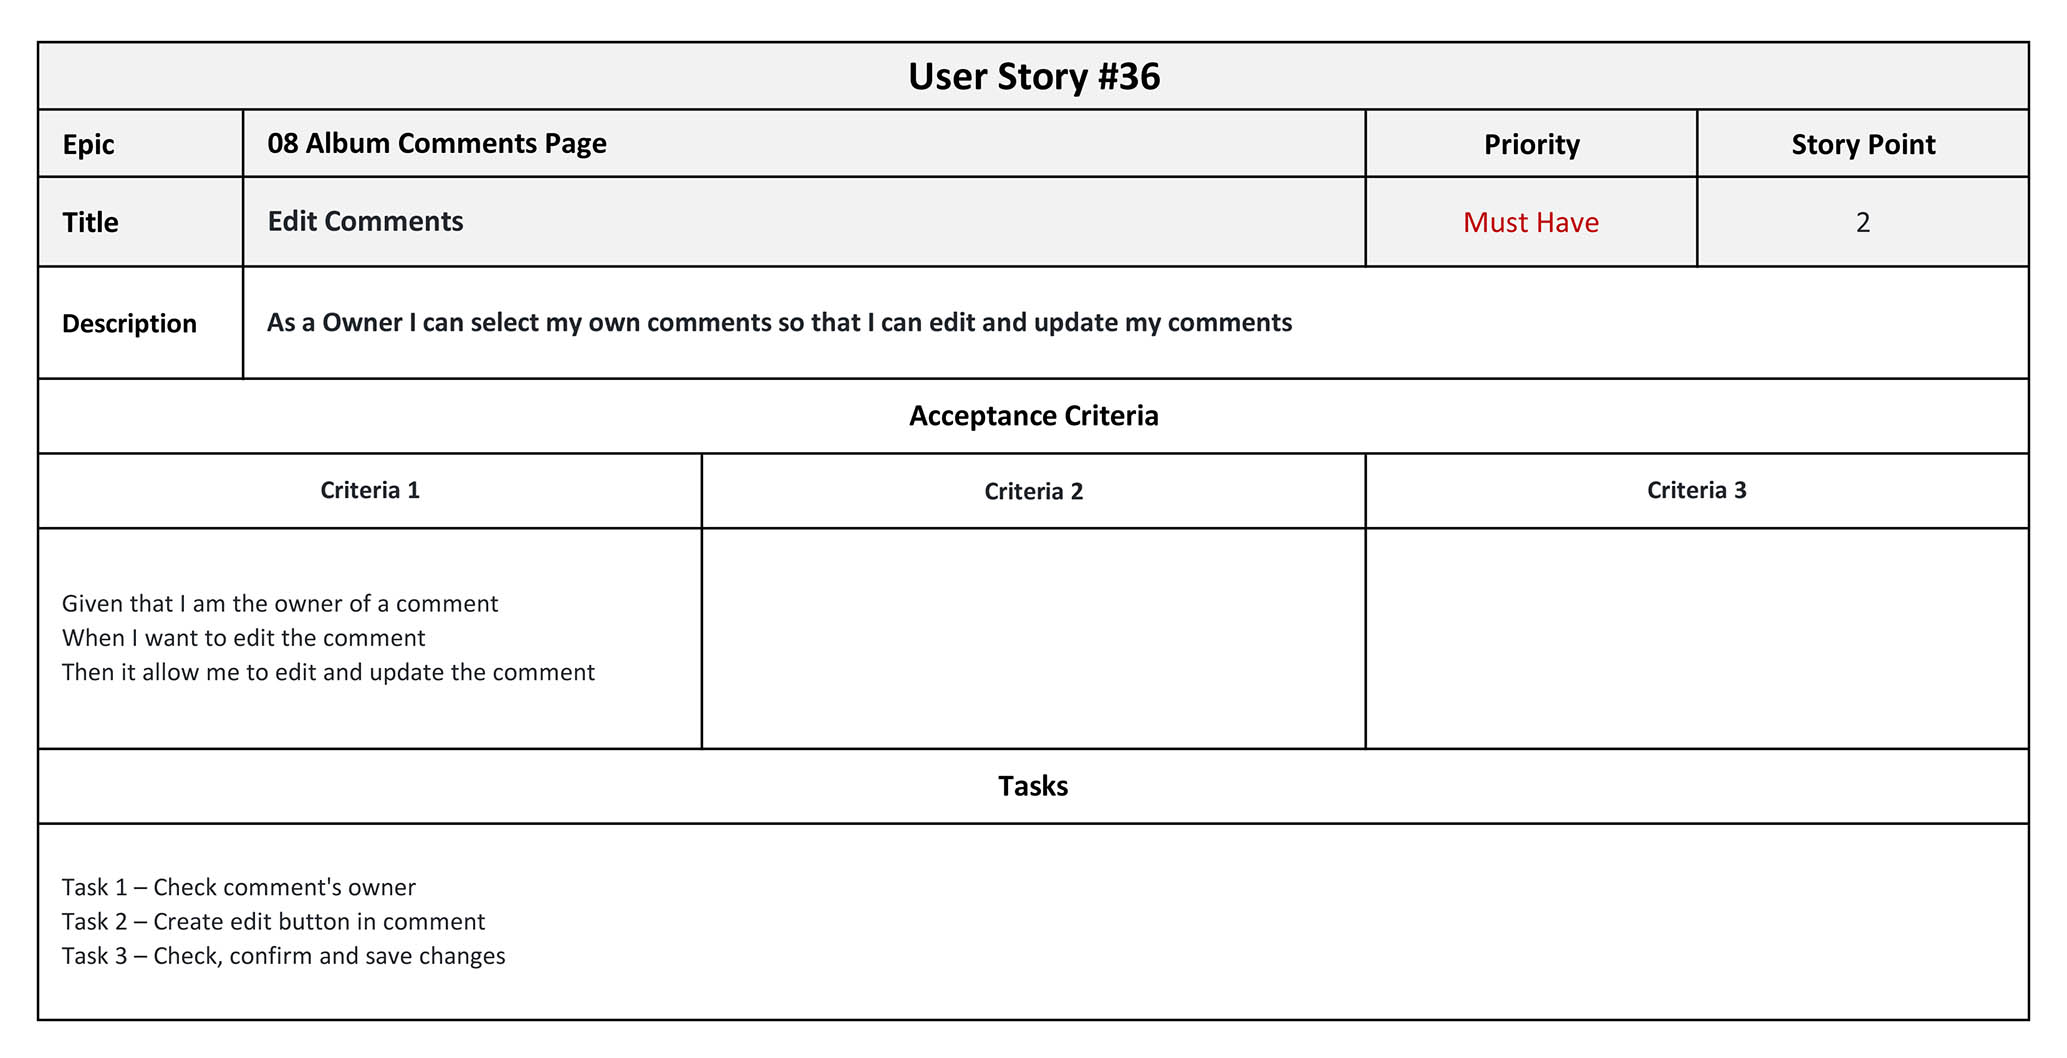 User Story #36
Epic
08 Album Comments Page
Priority
Story Point
Title
Edit Comments
Must Have
2
Description
As a Owner I can select my own comments so that I can edit and update my comments
Acceptance Criteria
Criteria 1
Criteria 2
Criteria 3
Given that I am the owner of a comment
When I want to edit the comment
Then it allow me to edit and update the comment
Tasks
Task 1 – Check comment's owner
Task 2 – Create edit button in comment
Task 3 – Check, confirm and save changes